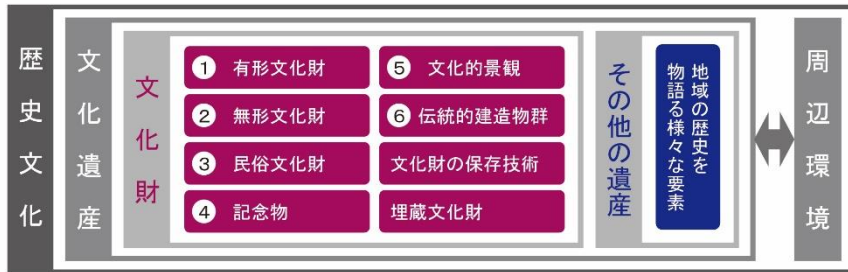 歴史文化
文化遺産
文化財
① 有形文化財
② 無形文化財
③ 民俗文化財
④ 記念物
⑤ 文化的景観
⑥ 伝統的建造物群
文化財の保存技術
埋蔵文化財
その他の遺産
地域の歴史を
物語る様々な要素
周辺環境